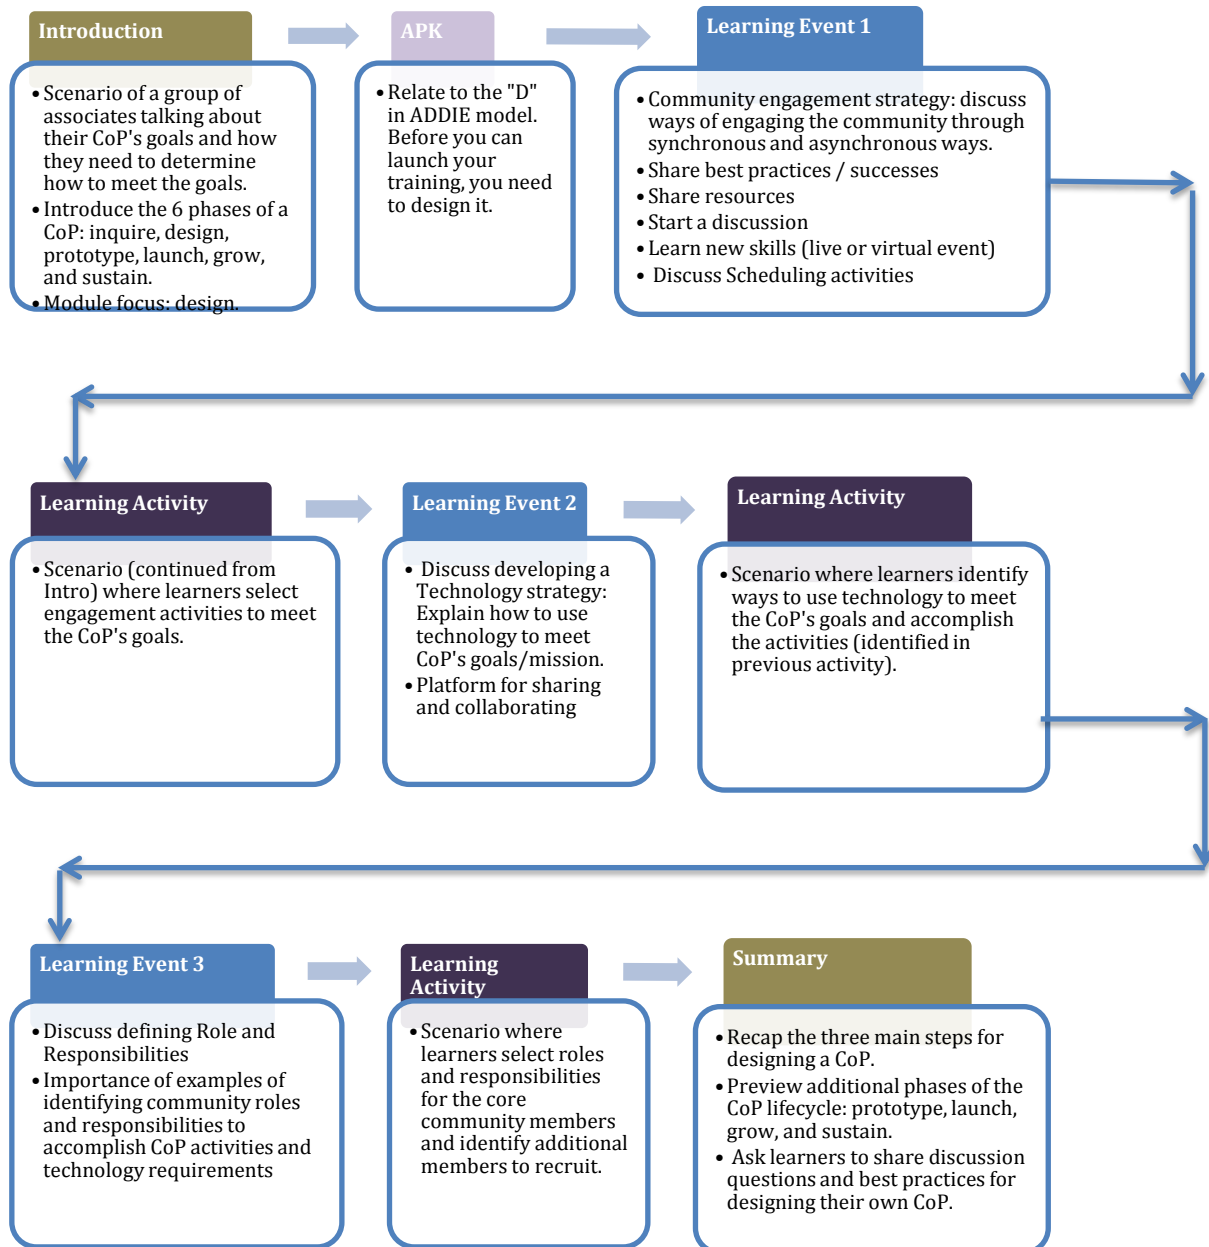 Introduction
• Scenario of a group of
associates talking about
their CoP's goals and how
they need to determine
how to meet the goals.
• Introduce the 6 phases of a
CoP: inquire, design,
prototype, launch, grow,
and sustain.
• Module focus: design.
APK
• Relate to the "D"
in ADDIE model.
Before you can
launch your
training, you need
to design it.
Learning Event 1
• Community engagement strategy: discuss
ways of engaging the community through
synchronous and asynchronous ways.
• Share best practices / successes
• Share resources
• Start a discussion
• Learn new skills (live or virtual event)
• Discuss Scheduling activities
Learning Activity
• Scenario (continued from
Intro) where learners select
engagement activities to meet
the CoP's goals.
Learning Event 2
• Discuss developing a
Technology strategy:
Explain how to use
technology to meet
CoP's goals/mission.
• Platform for sharing
and collaborating
Learning Activity
• Scenario where learners identify
ways to use technology to meet
the CoP's goals and accomplish
the activities (identified in
previous activity).
Learning Event 3
• Discuss defining Role and
Responsibilities
• Importance of examples of
identifying community roles
and responsibilities to
accomplish CoP activities and
technology requirements
Learning
Activity
• Scenario where
learners select roles
and responsibilities
for the core
community members
and identify additional
members to recruit.
Summary
• Recap the three main steps for
designing a CoP.
• Preview additional phases of the
CoP lifecycle: prototype, launch,
grow, and sustain.
• Ask learners to share discussion
questions and best practices for
designing their own CoP.